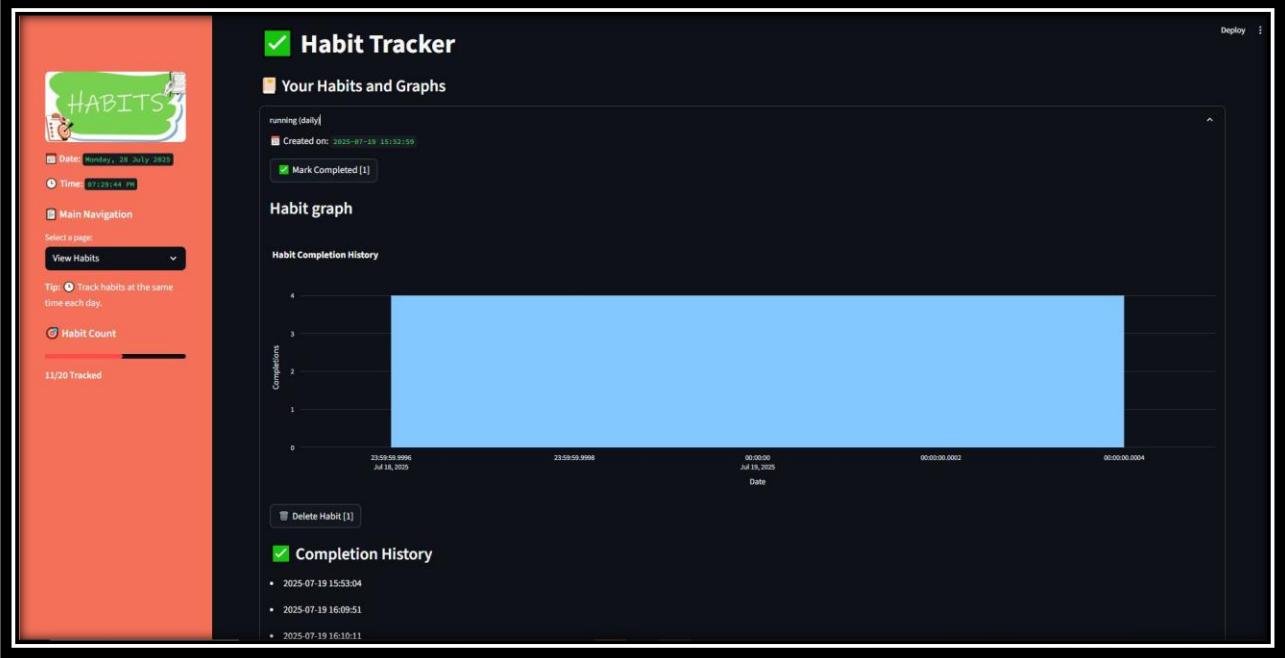 HABITS
Date: Monday, 28 July 2025
Time: 07:29:44 PM
Main Navigation
Select a page:
View Habits
Tip: Track habits at the same
time each day.
Habit Count
11/20 Tracked
Deploy
Habit Tracker
Your Habits and Graphs
running (daily)
Created on: 2025-07-19 15:52:59
Mark Completed [1]
Habit graph
Habit Completion History
Completions
4
3
2
1
0
23:59:59.9996
Jul 18, 2025
23:59:59.9998
00:00:00
Jul 19, 2025
00:00:00.0002
00:00:00.0004
Date
Delete Habit [1]
Completion History
• 2025-07-19 15:53:04
• 2025-07-19 16:09:51
• 2025-07-19 16:10:11